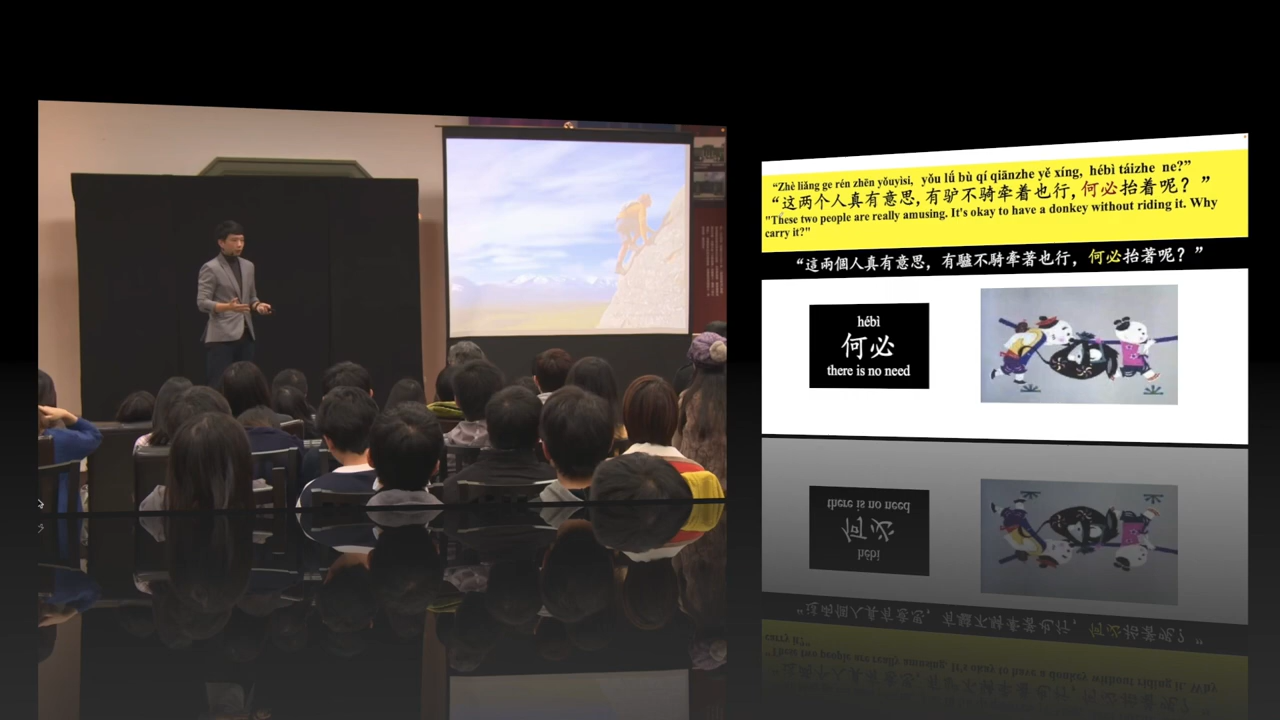 “Zhè liǎng ge rén zhēn yǒuyìsi, yǒu lǘ bù qí qiānzhe yě xíng, hébì táizhe ne?”
“这两个人真有意思,有驴不骑牵着也行,何必抬着呢？”
"These two people are really amusing. It's okay to have a donkey without riding it. Why
carry it?"
“這兩個人真有意思，有驢不騎牽著也行，何必抬著呢？”
hébì
何必
there is no need